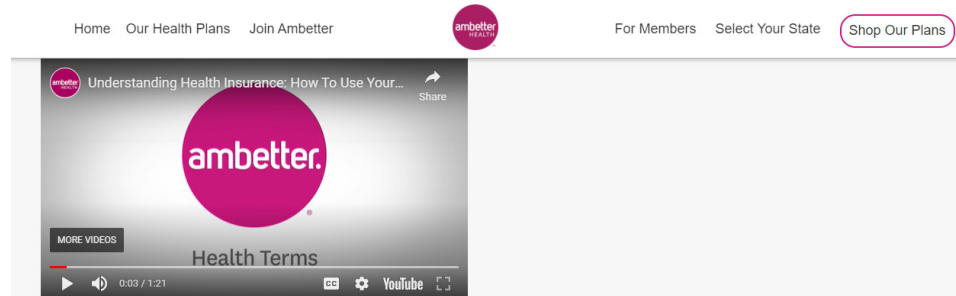 Home Our Health Plans Join Ambetter
ambetter HEALTH
For Members Select Your State Shop Our Plans
ambetter HEALTH
Understanding Health Insurance: How To Use Your...
Share
ambetter.
MORE VIDEOS
Health Terms
0:03 / 1:21
CC
YouTube